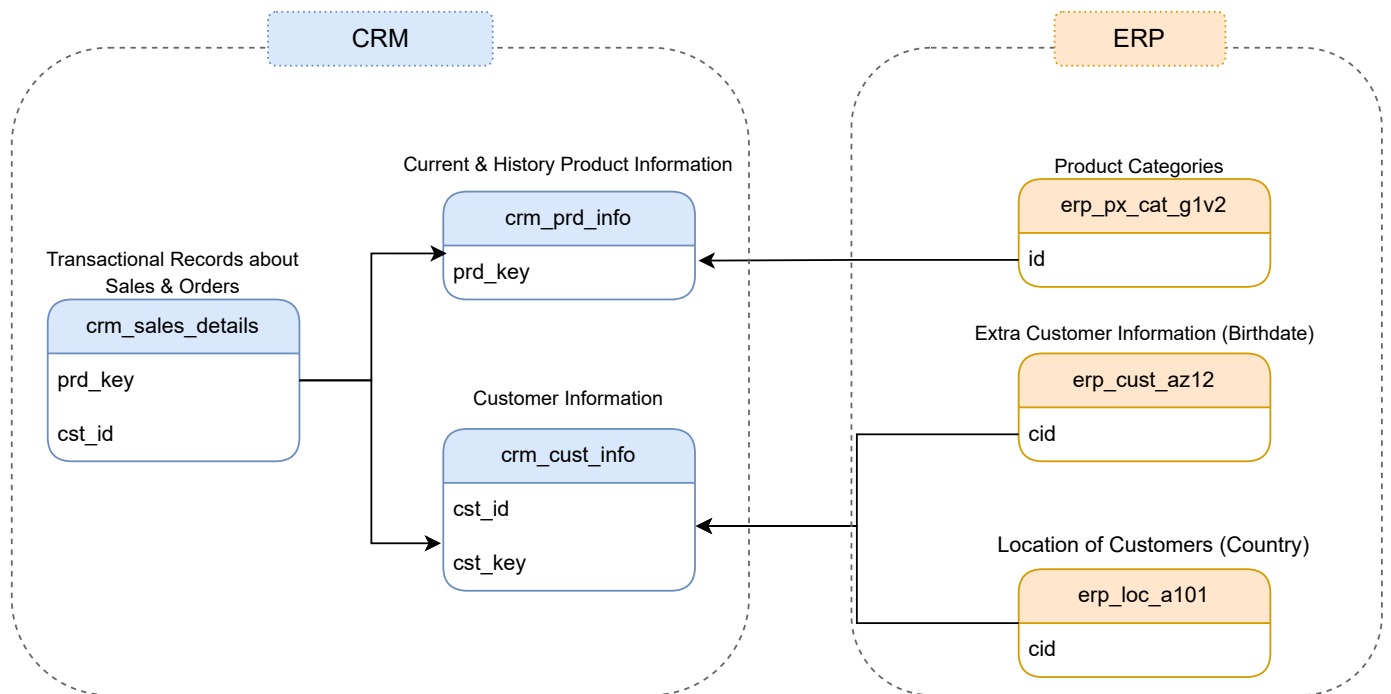 CRM
ERP
Current & History Product Information
crm_prd_info
prd_key
Transactional Records about
Sales & Orders
crm_sales_details
prd_key
cst_id
Customer Information
crm_cust_info
cst_id
cst_key
Product Categories
erp_px_cat_g1v2
id
Extra Customer Information (Birthdate)
erp_cust_az12
cid
Location of Customers (Country)
erp_loc_a101
cid